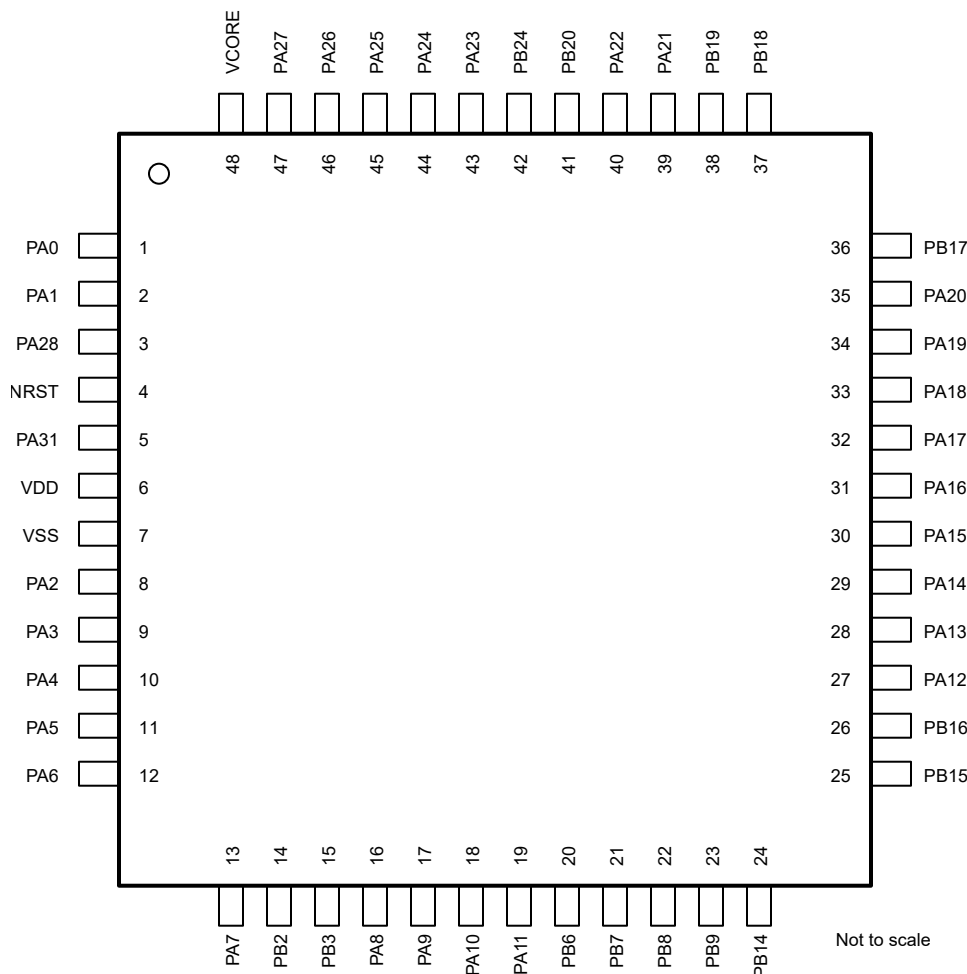 VCORE PA27 PA26 PA25 PA24 PA23 PB24 PB20 PA22 PA21 PB19 PB18
48 47 46 45 44 43 42 41 40 39 38 37
PA0 1 36 PB17
PA1 2 35 PA20
PA28 3 34 PA19
NRST 4 33 PA18
PA31 5 32 PA17
VDD 6 31 PA16
VSS 7 30 PA15
PA2 8 29 PA14
PA3 9 28 PA13
PA4 10 27 PA12
PA5 11 26 PB16
PA6 12 25 PB15
13 14 15 16 17 18 19 20 21 22 23 24
PA7 PB2 PB3 PA8 PA9 PA10 PA11 PB6 PB7 PB8 PB9 PB14
Not to scale